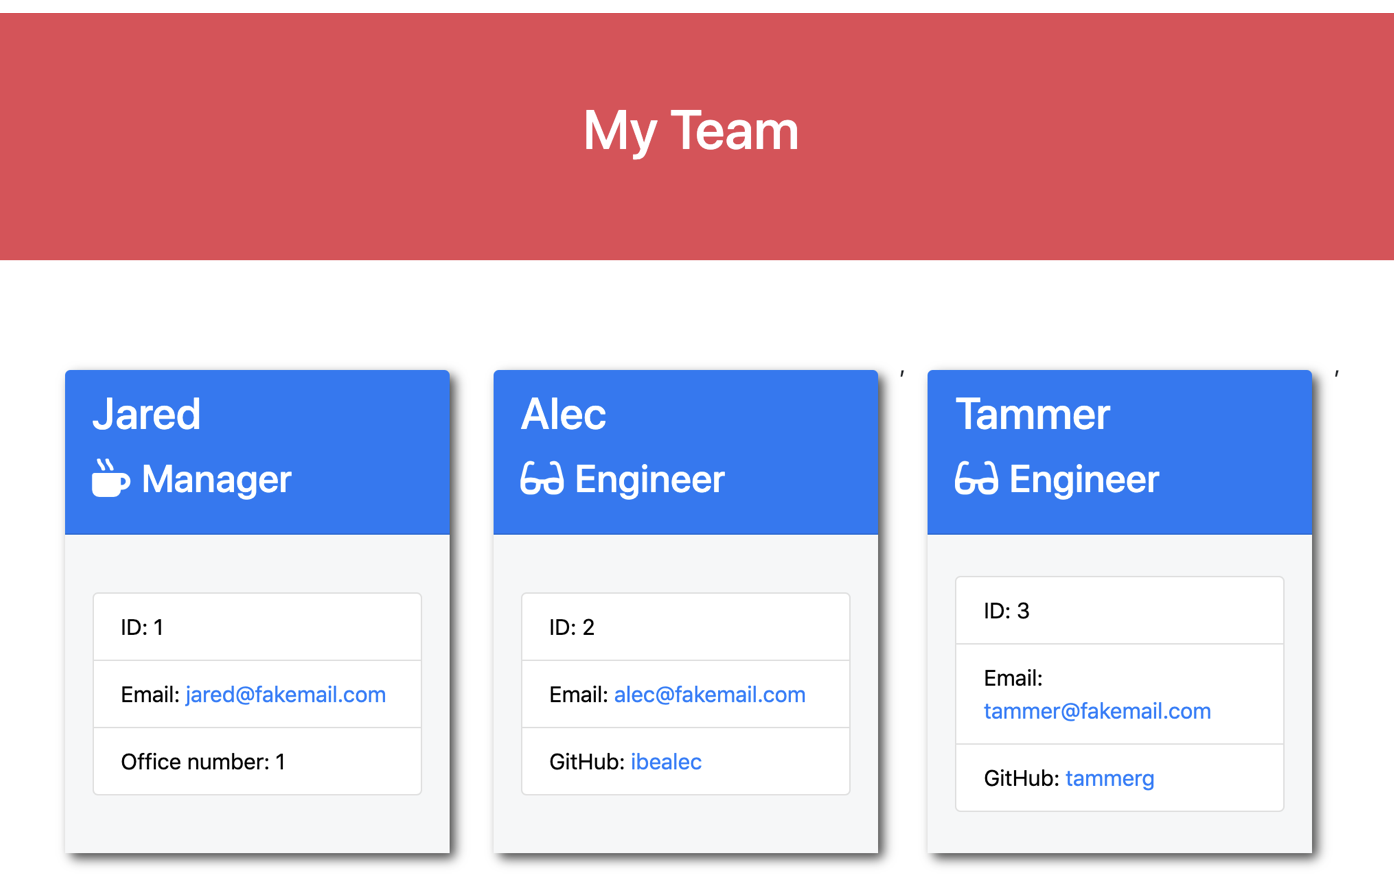 My Team
Jared
Manager
ID: 1
Email: jared@fakemail.com
Office number: 1
Alec
Engineer
ID: 2
Email: alec@fakemail.com
GitHub: ibealec
,
Tammer
Engineer
ID: 3
Email:
tammer@fakemail.com
GitHub: tammerg
,